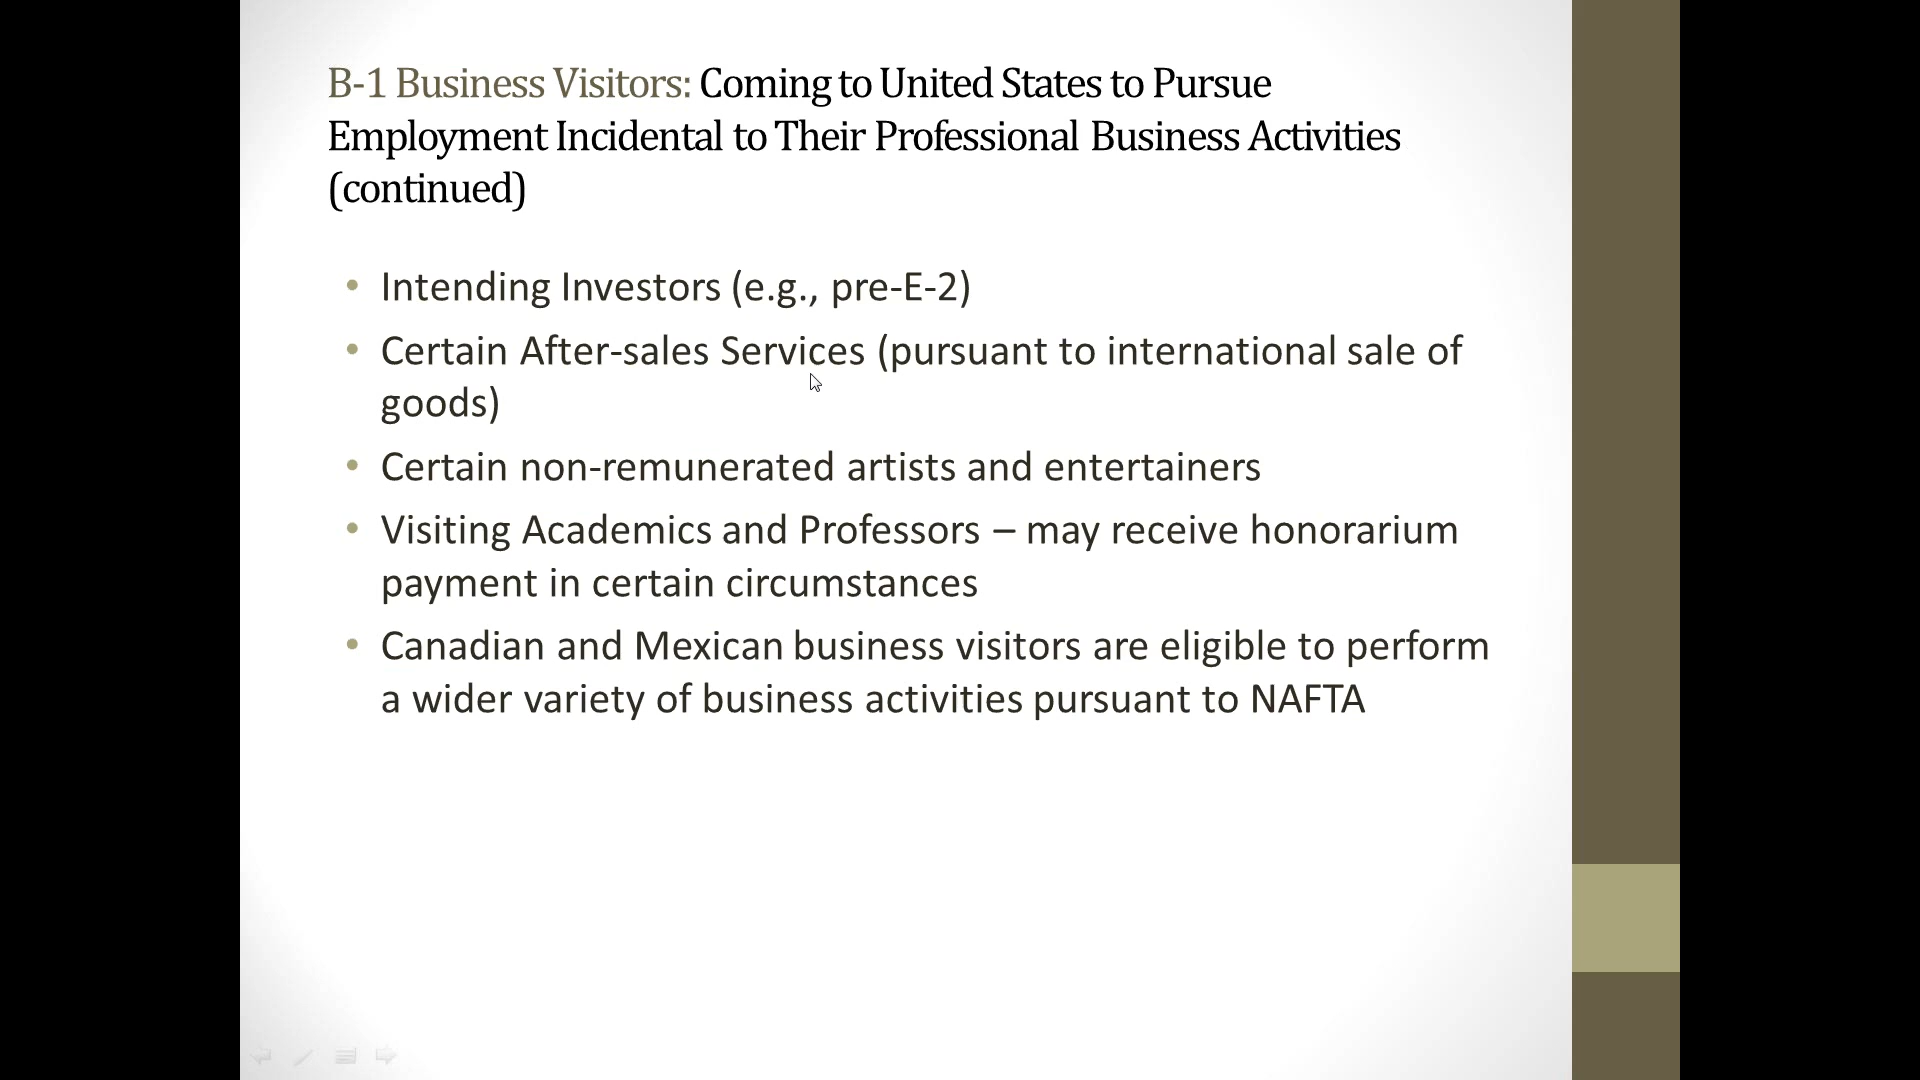 B-1 Business Visitors: Coming to United States to Pursue
Employment Incidental to Their Professional Business Activities
(continued)
• Intending Investors (e.g., pre-E-2)
• Certain After-sales Services (pursuant to international sale of
goods)
• Certain non-remunerated artists and entertainers
• Visiting Academics and Professors – may receive honorarium
payment in certain circumstances
• Canadian and Mexican business visitors are eligible to perform
a wider variety of business activities pursuant to NAFTA